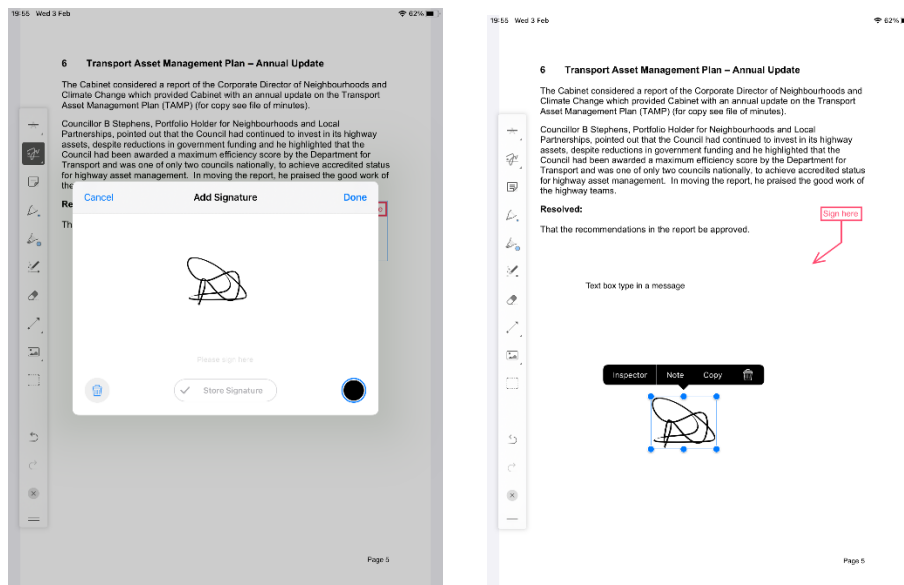 19:55 Wed 3 Feb
62%
6 Transport Asset Management Plan – Annual Update
The Cabinet considered a report of the Corporate Director of Neighbourhoods and
Climate Change which provided Cabinet with an annual update on the Transport
Asset Management Plan (TAMP) (for copy see file of minutes).
Councillor B Stephens, Portfolio Holder for Neighbourhoods and Local
Partnerships, pointed out that the Council had continued to invest in its highway
assets, despite reductions in government funding and he highlighted that the
Council had been awarded a maximum efficiency score by the Department for
Transport and was one of only two councils nationally, to achieve accredited status
for highway asset management. In moving the report, he praised the good work of
the
Re
Th
Cancel
Add Signature
Done
Please sign here
Store Signature
Page 5
19:55 Wed 3 Feb
62%
6 Transport Asset Management Plan – Annual Update
The Cabinet considered a report of the Corporate Director of Neighbourhoods and
Climate Change which provided Cabinet with an annual update on the Transport
Asset Management Plan (TAMP) (for copy see file of minutes).
Councillor B Stephens, Portfolio Holder for Neighbourhoods and Local
Partnerships, pointed out that the Council had continued to invest in its highway
assets, despite reductions in government funding and he highlighted that the
Council had been awarded a maximum efficiency score by the Department for
Transport and was one of only two councils nationally, to achieve accredited status
for highway asset management. In moving the report, he praised the good work of
the highway teams.
Resolved:
Sign here
That the recommendations in the report be approved.
Text box type in a message
Inspector Note Copy
Page 5